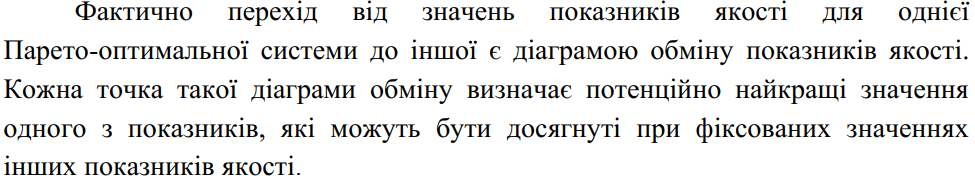 Фактично перехід від значень показників якості для однієї
Парето-оптимальної системи до іншої є діаграмою обміну показників якості.
Кожна точка такої діаграми обміну визначає потенційно найкращі значення
одного з показників, які можуть бути досягнуті при фіксованих значеннях
інших показників якості.